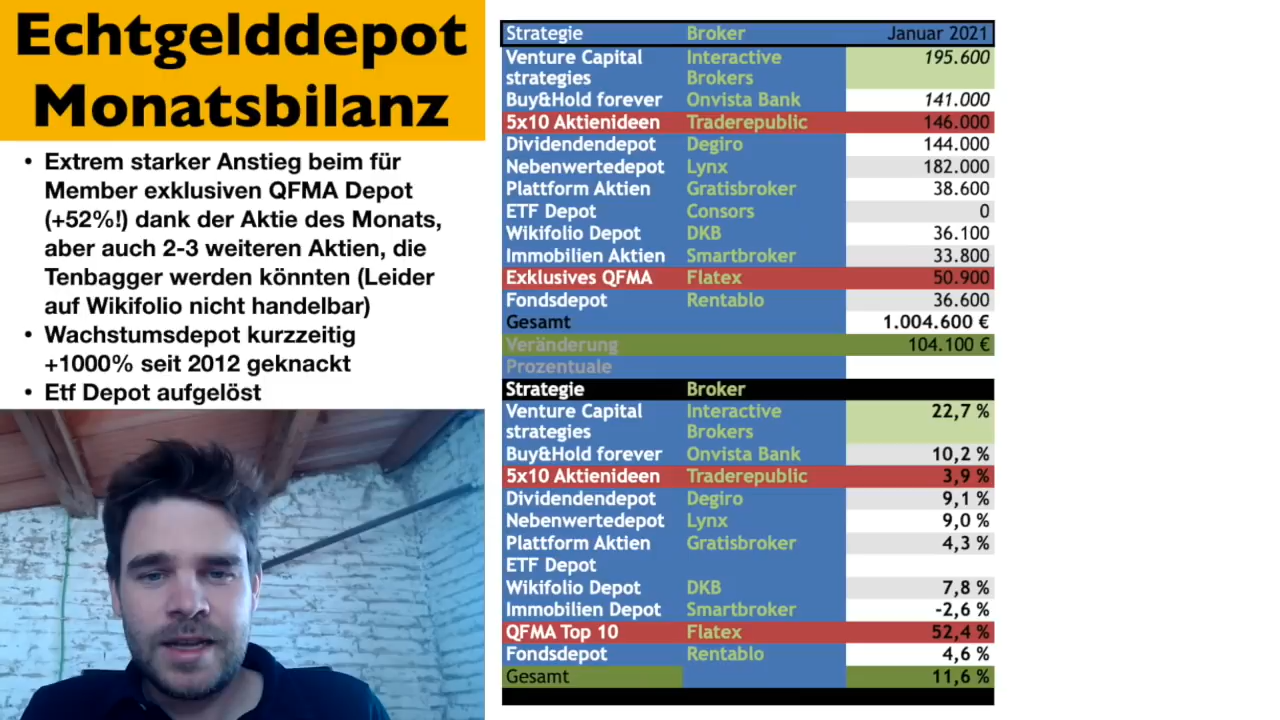 Echtgelddepot
Monatsbilanz
• Extrem starker Anstieg beim für
Member exklusiven QFMA Depot
(+52%!) dank der Aktie des Monats,
aber auch 2-3 weiteren Aktien, die
Tenbagger werden könnten (Leider
auf Wikifolio nicht handelbar)
• Wachstumsdepot kurzzeitig
+1000% seit 2012 geknackt
• Etf Depot aufgelöst
Strategie Broker Januar 2021
Venture Capital Interactive 195.600
strategies Brokers
Buy&Hold forever Onvista Bank 141.000
5x10 Aktienideen Traderepublic 146.000
Dividendendepot Degiro 144.000
Nebenwertedepot Lynx 182.000
Plattform Aktien Gratisbroker 38.600
ETF Depot Consors 0
Wikifolio Depot DKB 36.100
Immobilien Aktien Smartbroker 33.800
Exklusives QFMA Flatex 50.900
Fondsdepot Rentablo 36.600
Gesamt 1.004.600 €
Veränderung 104.100 €
Prozentuale
Strategie Broker
Venture Capital Interactive 22,7 %
strategies Brokers
Buy&Hold forever Onvista Bank 10,2 %
5x10 Aktienideen Traderepublic 3,9 %
Dividendendepot Degiro 9,1 %
Nebenwertedepot Lynx 9,0 %
Plattform Aktien Gratisbroker 4,3 %
ETF Depot
Wikifolio Depot DKB 7,8 %
Immobilien Depot Smartbroker -2,6 %
QFMA Top 10 Flatex 52,4 %
Fondsdepot Rentablo 4,6 %
Gesamt 11,6 %